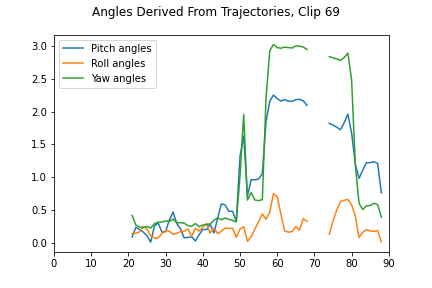 Angles Derived From Trajectories, Clip 69
Pitch angles
Roll angles
Yaw angles
3.0
2.5
2.0
1.5
1.0
0.5
0.0
0 10 20 30 40 50 60 70 80 90